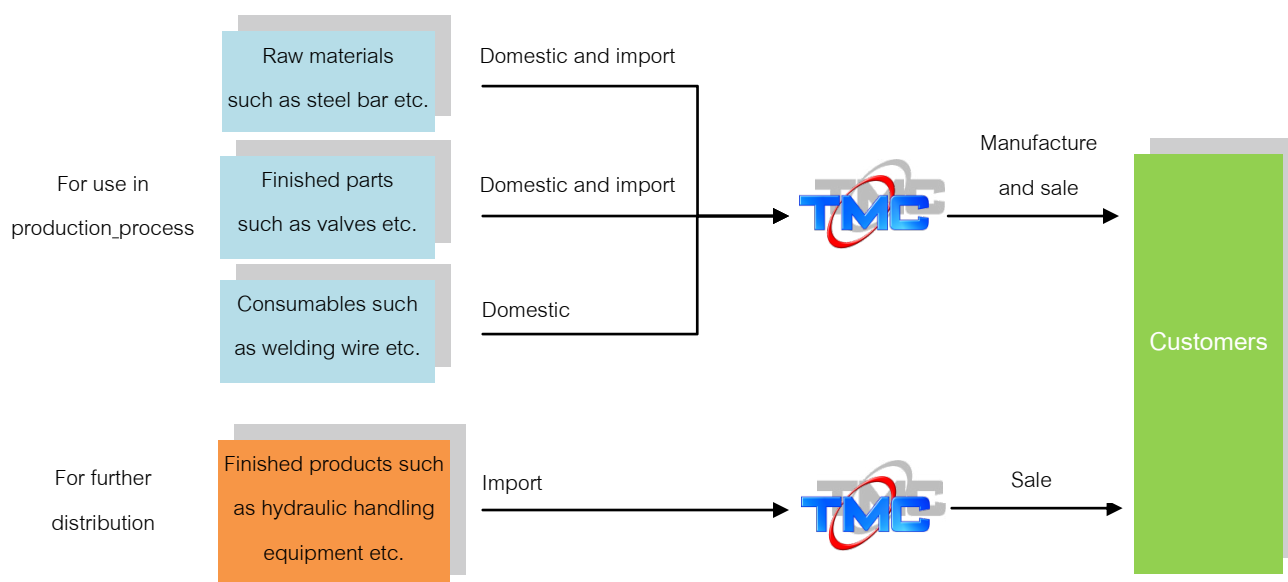 Raw materials
such as steel bar etc.
Domestic and import
For use in
production_process
Finished parts
such as valves etc.
Domestic and import
TMC
Manufacture
and sale
Consumables such
as welding wire etc.
Domestic
Customers
For further
distribution
Finished products such
as hydraulic handling
equipment etc.
Import
TMC
Sale